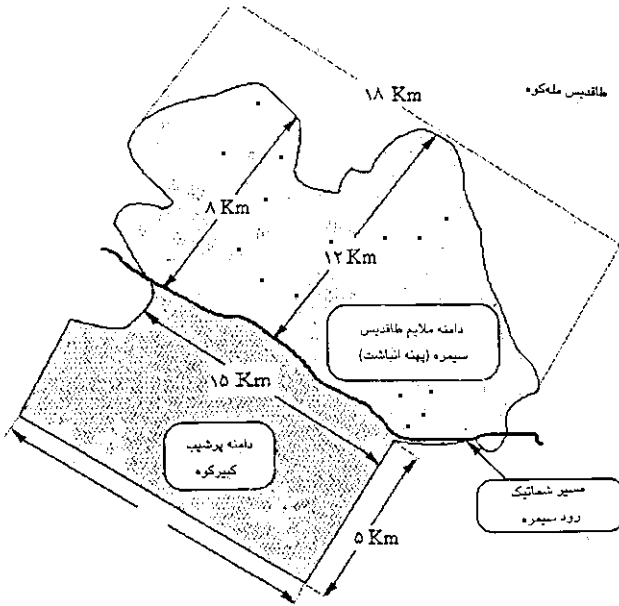 ۱۸ Km
طاقدیس مله‌کوه
۸ Km
۱۲ Km
دامنه ملایم طاقدیس
سیمره (پهنه انباشت)
۱۵ Km
دامنه پرشیب
کبیرکوه
مسیر شماتیک
رود سیمره
۵ Km